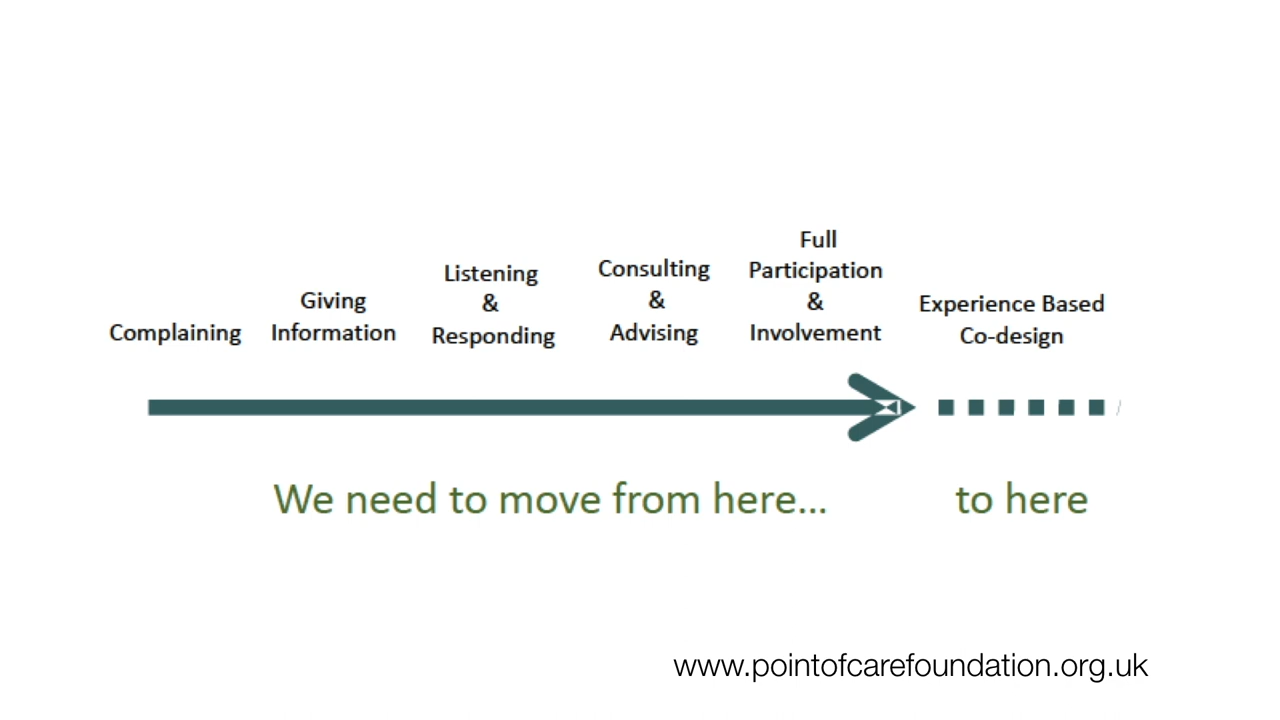 Complaining
Giving
Information
Listening
&
Responding
Consulting
&
Advising
Full
Participation
&
Involvement
Experience Based
Co-design
We need to move from here... to here
www.pointofcarefoundation.org.uk